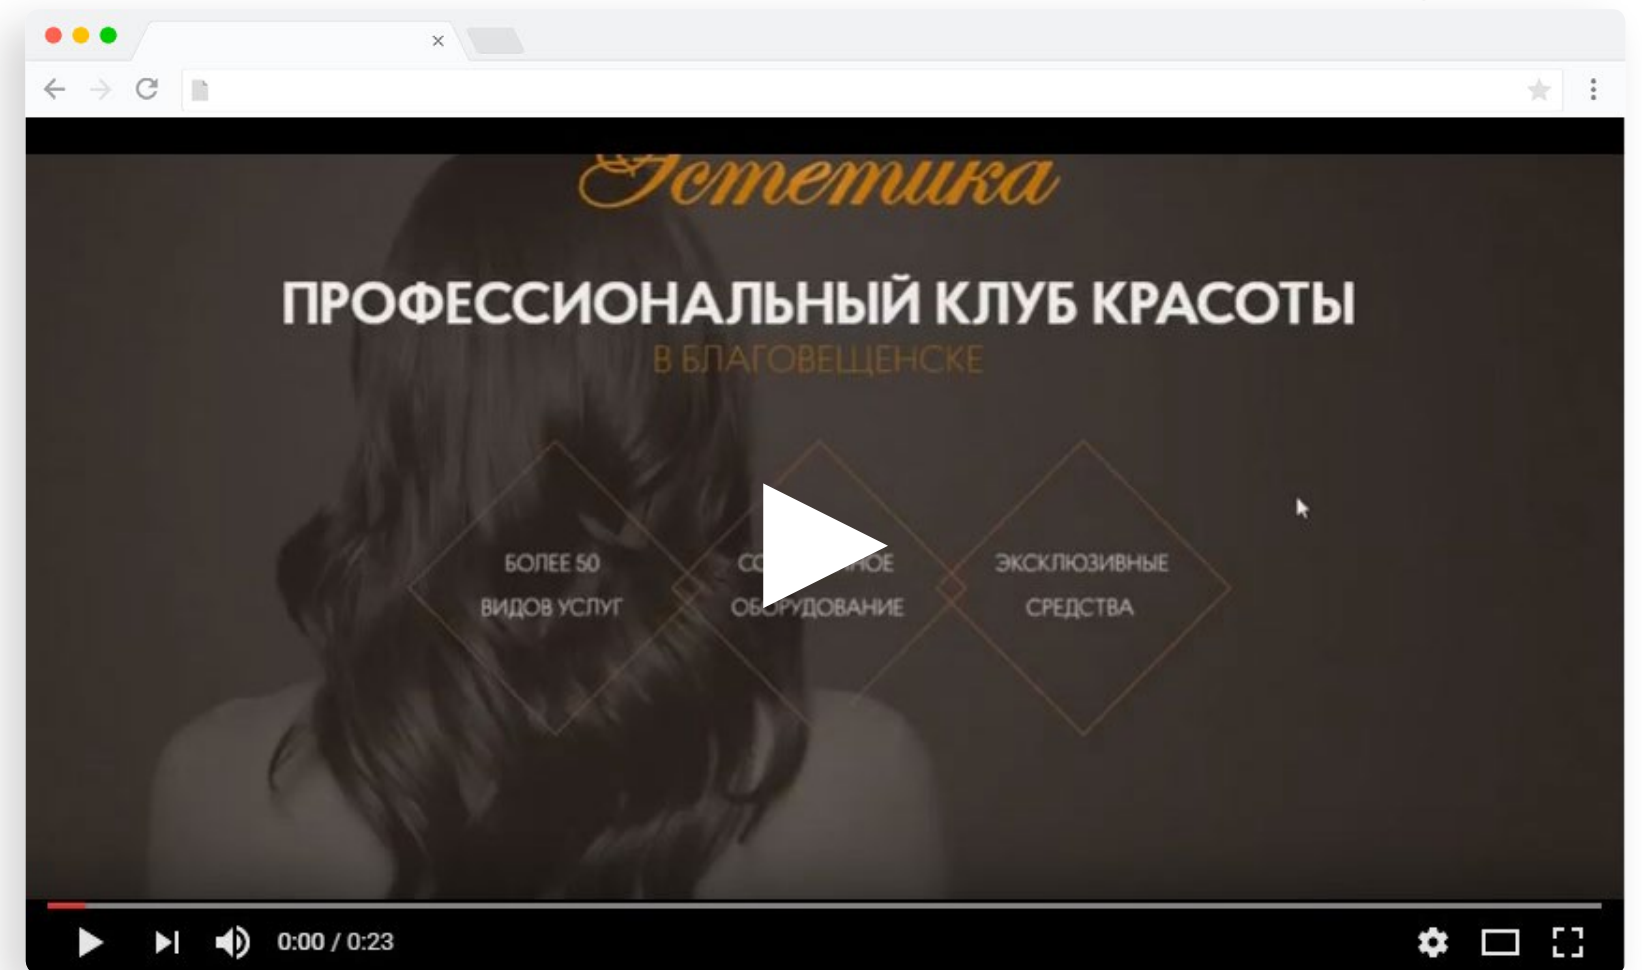 Эстетика
ПРОФЕССИОНАЛЬНЫЙ КЛУБ КРАСОТЫ
В БЛАГОВЕЩЕНСКЕ
БОЛЕЕ 50
ВИДОВ УСЛУГ
ОБОРУДОВАНИЕ
ЭКСКЛЮЗИВНЫЕ
СРЕДСТВА
0:00 / 0:23